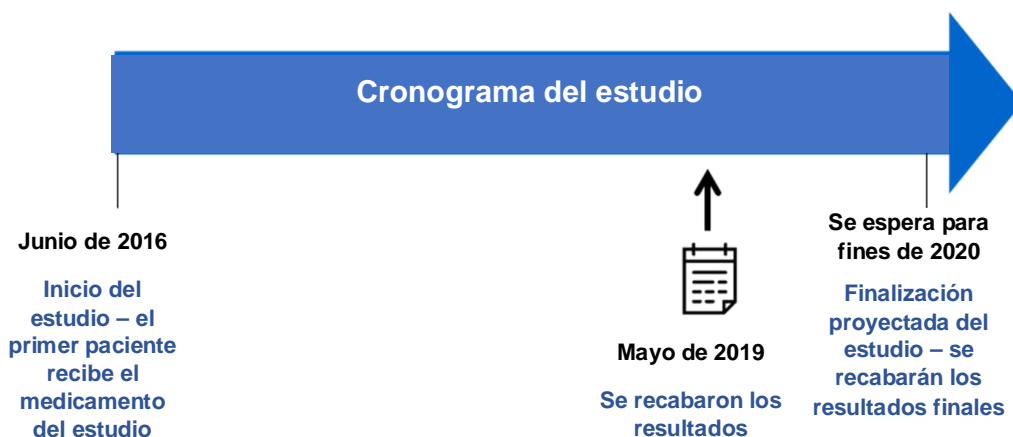 Cronograma del estudio
Junio de 2016
Inicio del
estudio – el
primer paciente
recibe el
medicamento
del estudio
Mayo de 2019
Se recabaron los
resultados
Se espera para
fines de 2020
Finalización
proyectada del
estudio – se
recabarán los
resultados finales